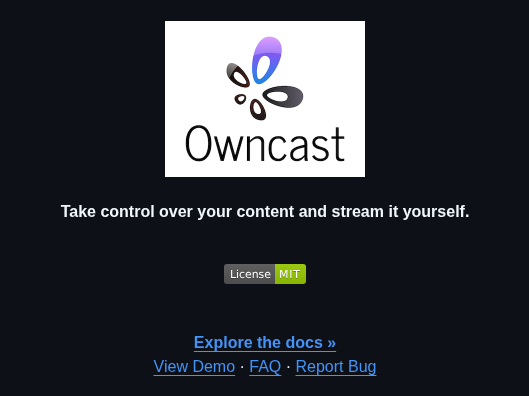 Owncast
Take control over your content and stream it yourself.
License MIT
Explore the docs »
View Demo · FAQ · Report Bug